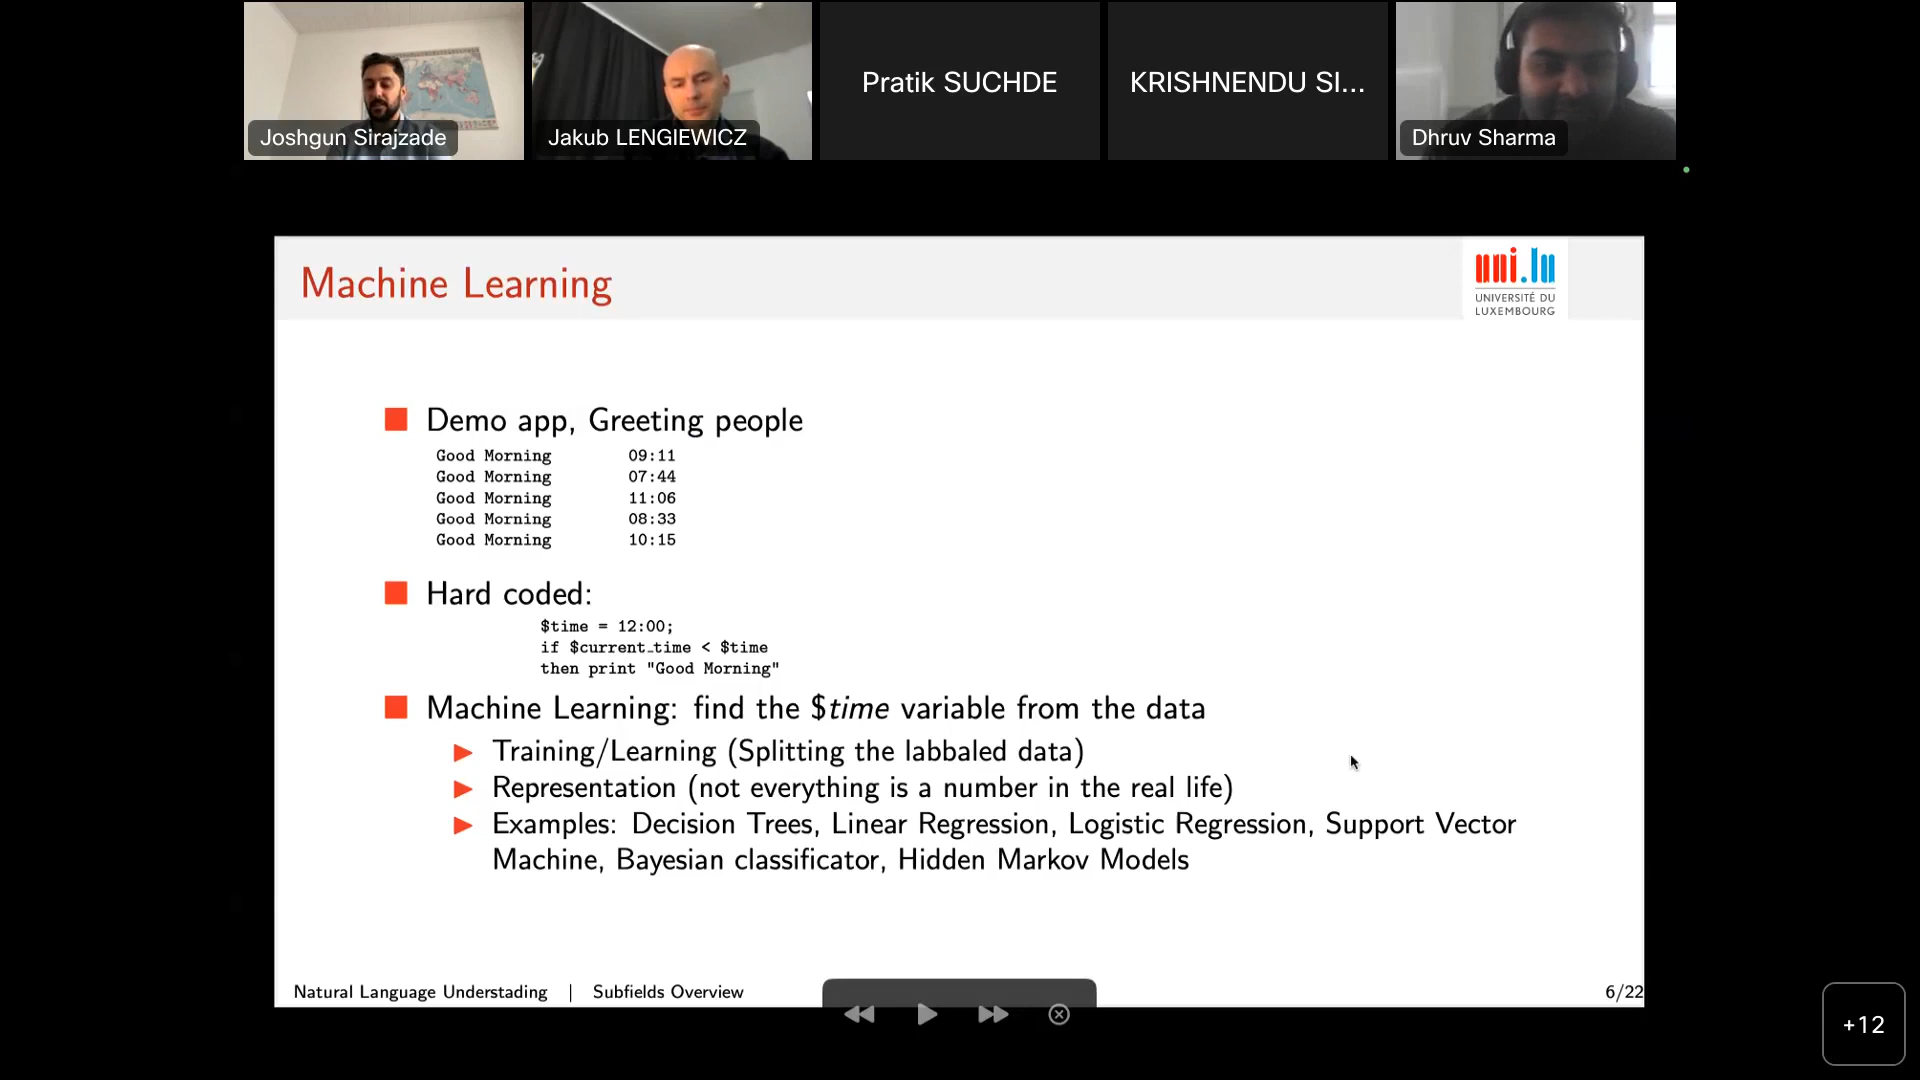 Pratik SUCHDE
KRISHNENDU SI...
Joshgun Sirajzade
Jakub LENGIEWICZ
Dhruv Sharma
Machine Learning
uni.lu
UNIVERSITÉ DU
LUXEMBOURG
Demo app, Greeting people
Good Morning 09:11
Good Morning 07:44
Good Morning 11:06
Good Morning 08:33
Good Morning 10:15
Hard coded:
$time = 12:00;
if $current_time < $time
then print "Good Morning"
Machine Learning: find the $time variable from the data
Training/Learning (Splitting the labbaled data)
Representation (not everything is a number in the real life)
Examples: Decision Trees, Linear Regression, Logistic Regression, Support Vector
Machine, Bayesian classificator, Hidden Markov Models
Natural Language Understading | Subfields Overview
6/22
+12